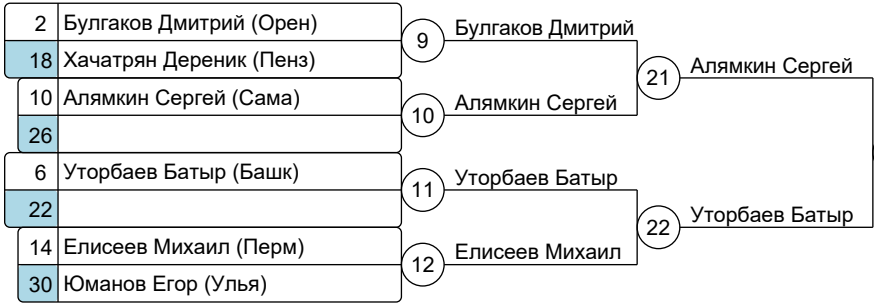 2 Булгаков Дмитрий (Орен)
18 Хачатрян Дереник (Пенз)
10 Алямкин Сергей (Сама)
26
6 Уторбаев Батыр (Башк)
22
14 Елисеев Михаил (Перм)
30 Юманов Егор (Улья)
9 Булгаков Дмитрий
10 Алямкин Сергей
11 Уторбаев Батыр
12 Елисеев Михаил
21 Алямкин Сергей
22 Уторбаев Батыр